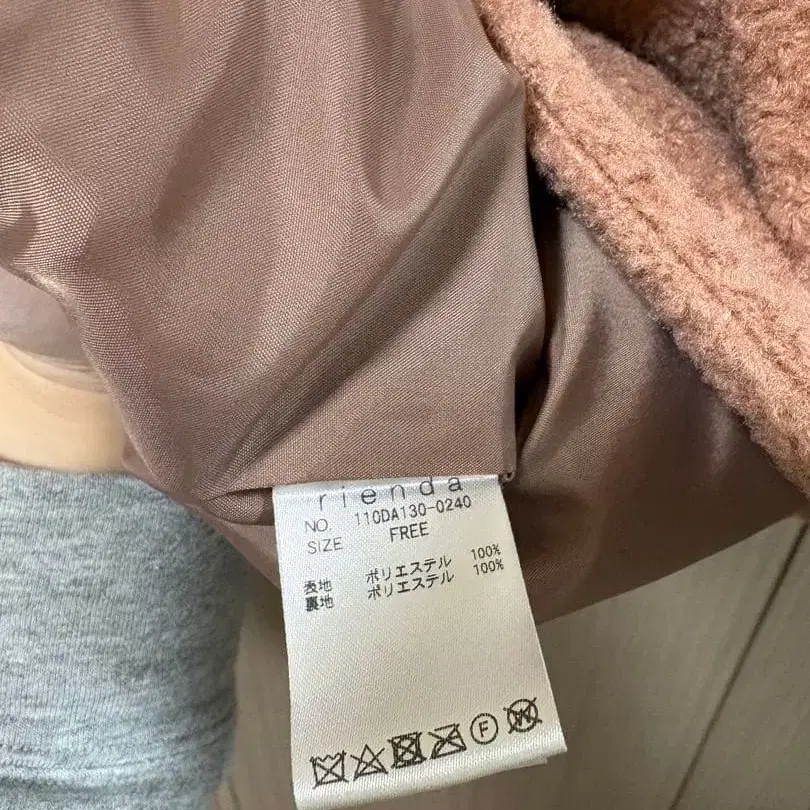 rienda
NO. 110DA130-0240
SIZE FREE
表地 ポリエステル 100%
裏地 ポリエステル 100%
F W